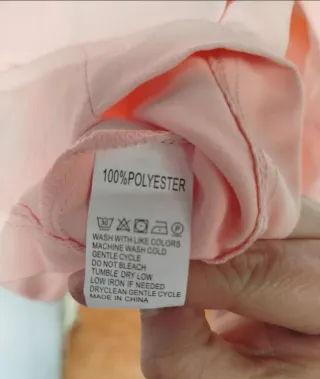 100%POLYESTER
WASH WITH LIKE COLORS
MACHINE WASH COLD
GENTLE CYCLE
DO NOT BLEACH
TUMBLE DRY LOW
LOW IRON IF NEEDED
DRYCLEAN GENTLE CYCLE
MADE IN CHINA